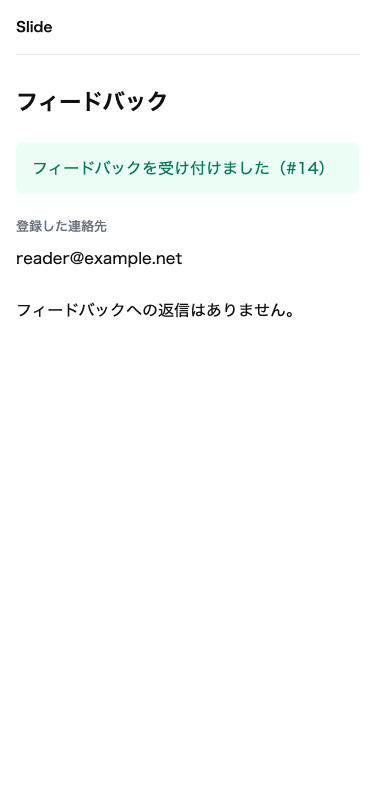 Slide
フィードバック
フィードバックを受け付けました（#14）
登録した連絡先
reader@example.net
フィードバックへの返信はありません。